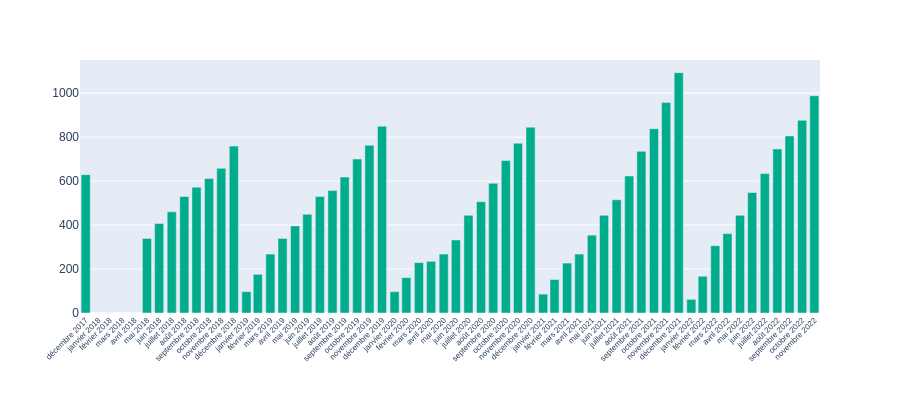 1000
800
600
400
200
0
décembre 2017
janvier 2018
février 2018
mars 2018
avril 2018
mai 2018
juin 2018
juillet 2018
août 2018
septembre 2018
octobre 2018
novembre 2018
décembre 2018
janvier 2019
février 2019
mars 2019
avril 2019
mai 2019
juin 2019
juillet 2019
août 2019
septembre 2019
octobre 2019
novembre 2019
décembre 2019
janvier 2020
février 2020
mars 2020
avril 2020
mai 2020
juin 2020
juillet 2020
août 2020
septembre 2020
octobre 2020
novembre 2020
décembre 2020
janvier 2021
février 2021
mars 2021
avril 2021
mai 2021
juin 2021
juillet 2021
août 2021
septembre 2021
octobre 2021
novembre 2021
décembre 2021
janvier 2022
février 2022
mars 2022
avril 2022
mai 2022
juin 2022
juillet 2022
août 2022
septembre 2022
octobre 2022
novembre 2022